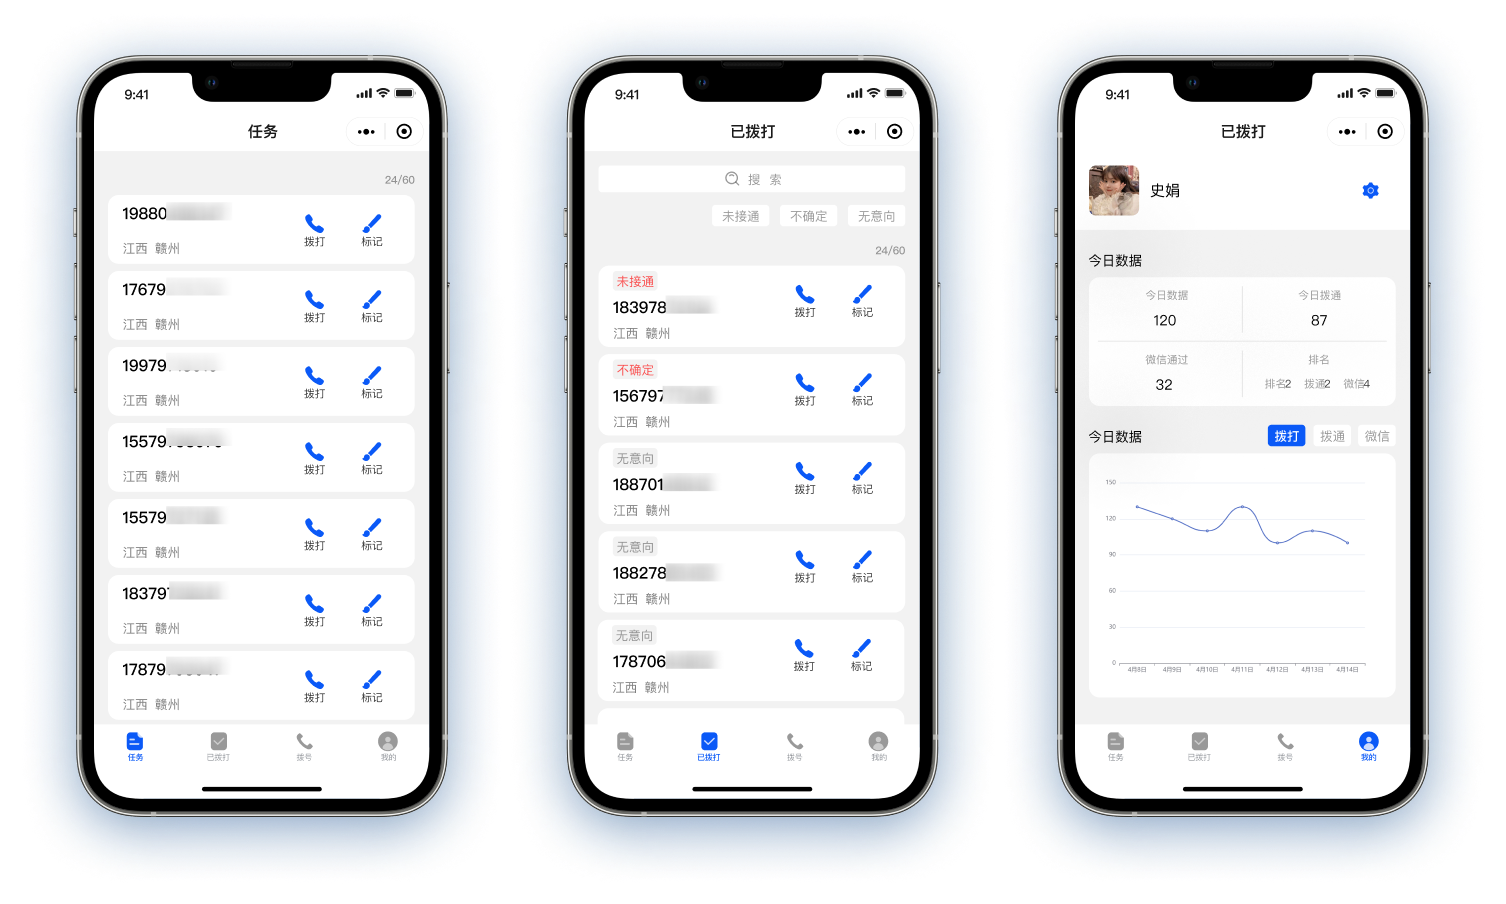 9:41
任务
24/60
19880
江西 赣州
拨打
标记
17679
江西 赣州
拨打
标记
19979
江西 赣州
拨打
标记
15579
江西 赣州
拨打
标记
15579
江西 赣州
拨打
标记
18379
江西 赣州
拨打
标记
17879
江西 赣州
拨打
标记
任务
已拨打
拨号
我的
9:41
已拨打
搜 索
未接通 不确定 无意向
24/60
未接通
183978
江西 赣州
拨打
标记
不确定
156797
江西 赣州
拨打
标记
无意向
188701
江西 赣州
拨打
标记
无意向
188278
江西 赣州
拨打
标记
无意向
178706
江西 赣州
拨打
标记
任务
已拨打
拨号
我的
9:41
已拨打
史娟
今日数据
今日数据
120
今日拨通
87
微信通过
32
排名
排名2 拨通2 微信4
今日数据
拨打 拨通 微信
150
120
90
60
30
0
4月8日 4月9日 4月10日 4月11日 4月12日 4月13日 4月14日
任务
已拨打
拨号
我的